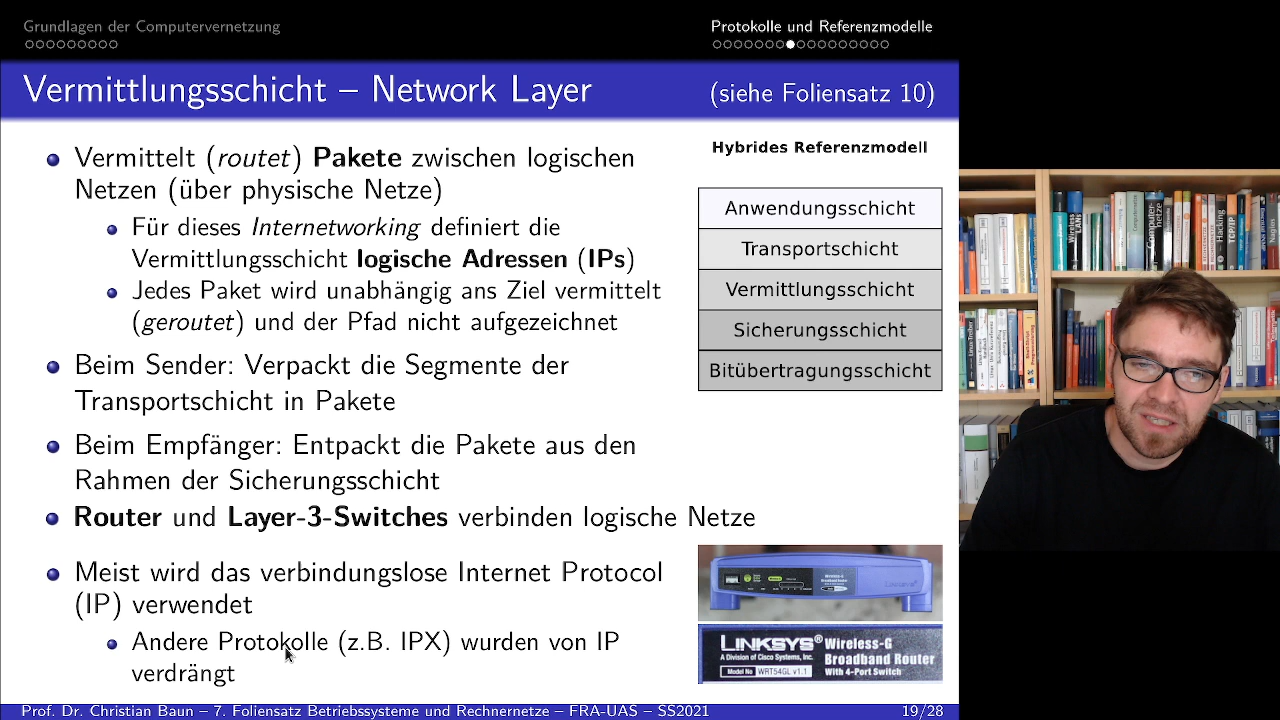 Grundlagen der Computervernetzung
Protokolle und Referenzmodelle
Vermittlungsschicht – Network Layer
(siehe Foliensatz 10)
Vermittelt (routet) Pakete zwischen logischen
Netzen (über physische Netze)
Für dieses Internetworking definiert die
Vermittlungsschicht logische Adressen (IPs)
Jedes Paket wird unabhängig ans Ziel vermittelt
(geroutet) und der Pfad nicht aufgezeichnet
Beim Sender: Verpackt die Segmente der
Transportschicht in Pakete
Beim Empfänger: Entpackt die Pakete aus den
Rahmen der Sicherungsschicht
Router und Layer-3-Switches verbinden logische Netze
Meist wird das verbindungslose Internet Protocol
(IP) verwendet
Andere Protokolle (z.B. IPX) wurden von IP
verdrängt
Hybrides Referenzmodell
Anwendungsschicht
Transportschicht
Vermittlungsschicht
Sicherungsschicht
Bitübertragungsschicht
LINKSYS® Wireless-G
A Division of Cisco Systems, Inc. Broadband Router
Model No WRT54GL v1.1 With 4-Port Switch
Wireless LANs
Computernetze
Hacking
TCP/IP
Prof. Dr. Christian Baun – 7. Foliensatz Betriebssysteme und Rechnernetze – FRA-UAS – SS2021
19/28